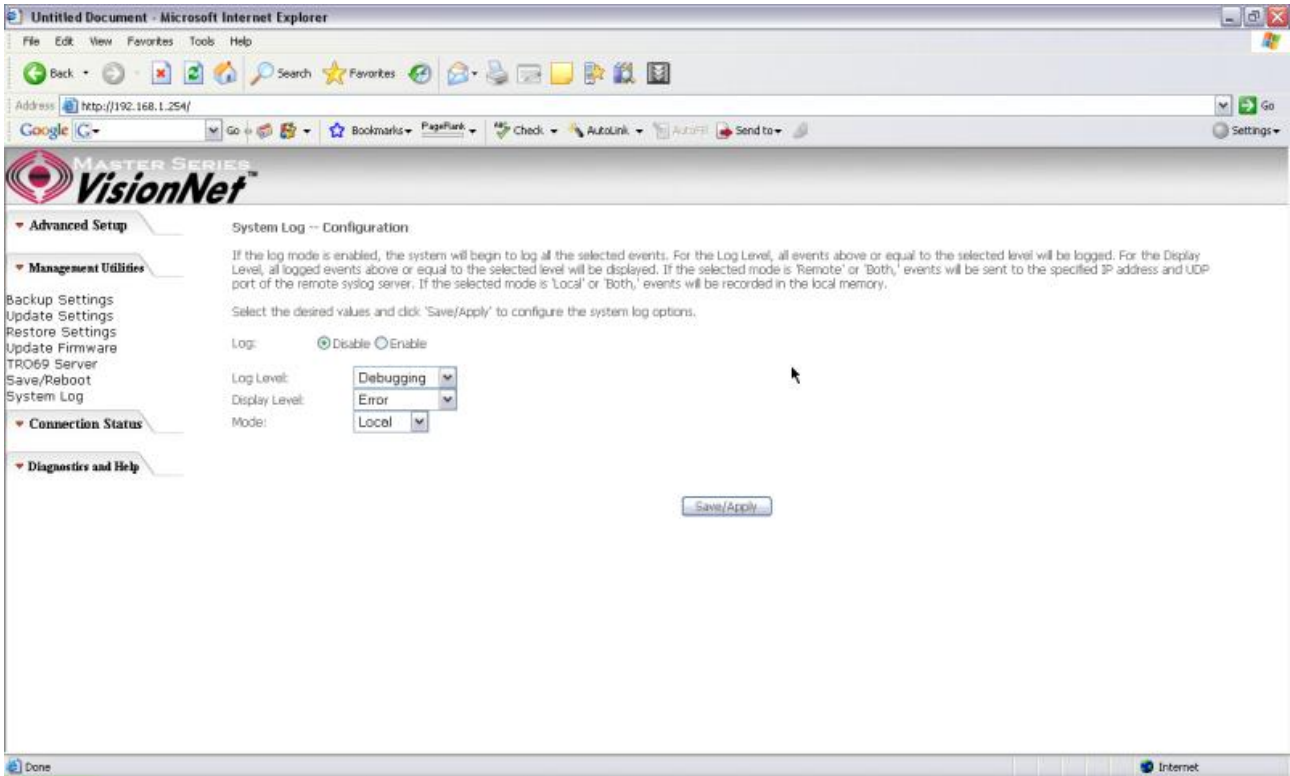 Untitled Document - Microsoft Internet Explorer
File Edit View Favorites Tools Help
Back Search Favorites
Address http://192.168.1.254/ Go
Google G Go Bookmarks PageRank Check AutoLink AutoFill Send to Settings
MASTER SERIES
VisionNet™
Advanced Setup
Management Utilities
Backup Settings
Update Settings
Restore Settings
Update Firmware
TRO69 Server
Save/Reboot
System Log
Connection Status
Diagnostics and Help
System Log -- Configuration
If the log mode is enabled, the system will begin to log all the selected events. For the Log Level, all events above or equal to the selected level will be logged. For the Display
Level, all logged events above or equal to the selected level will be displayed. If the selected mode is 'Remote' or 'Both,' events will be sent to the specified IP address and UDP
port of the remote syslog server. If the selected mode is 'Local' or 'Both,' events will be recorded in the local memory.
Select the desired values and click 'Save/Apply' to configure the system log options.
Log: Disable Enable
Log Level: Debugging
Display Level: Error
Mode: Local
Save/Apply
Done Internet